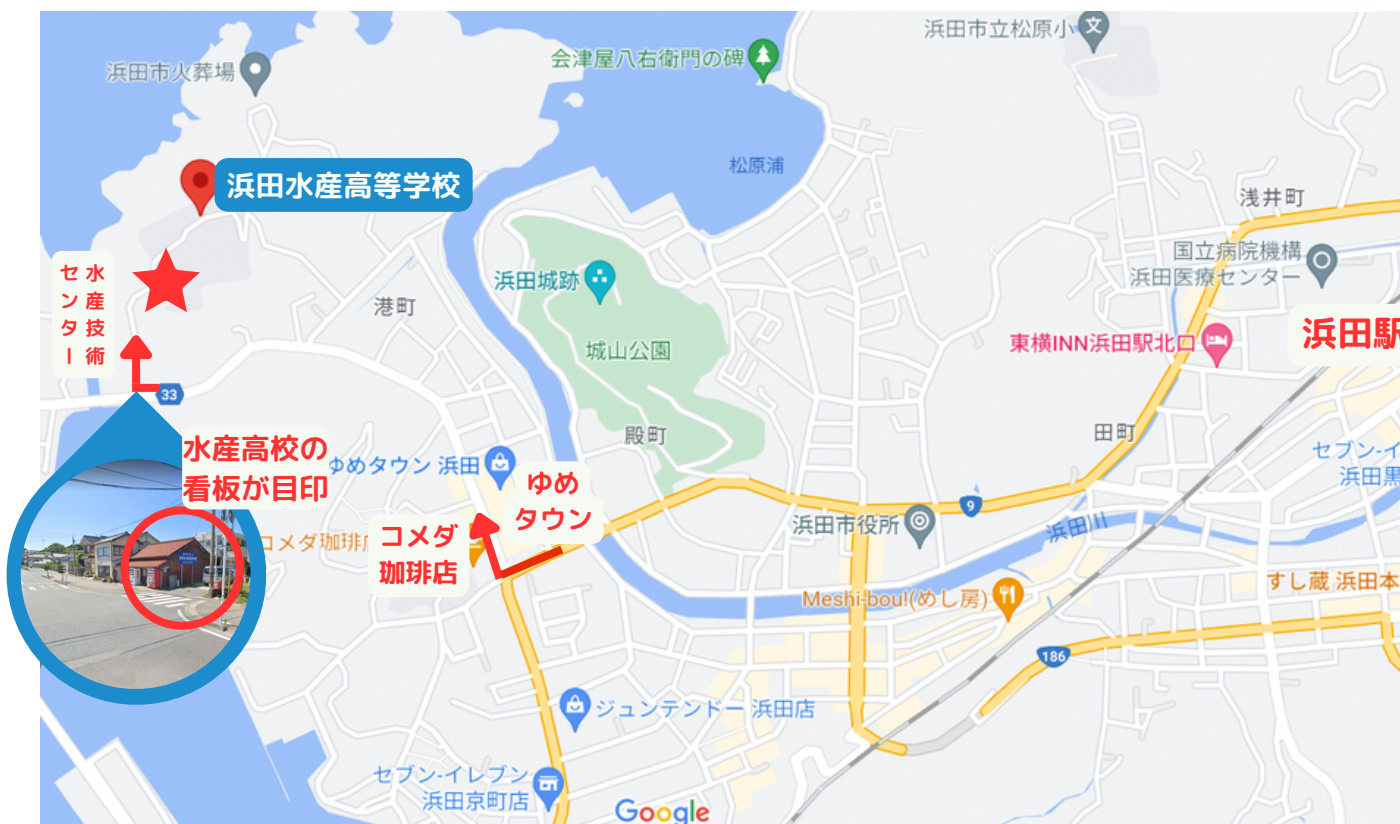 浜田市立松原小
文
会津屋八右衛門の碑
浜田市火葬場
松原浦
浜田水産高等学校
浅井町
国立病院機構
浜田医療センター
水産技術
センター
浜田城跡
港町
城山公園
東横INN浜田駅北口
浜田駅
33
殿町
田町
水産高校の
看板が目印
ゆめタウン 浜田
ゆめ
タウン
セブン-イ
浜田黒
9
浜田市役所
浜田川
コメダ珈琲店
コメダ
珈琲店
Meshi-bou!(めし房)
すし蔵 浜田本
186
ジュンテンドー 浜田店
セブン-イレブン
浜田京町店
Google